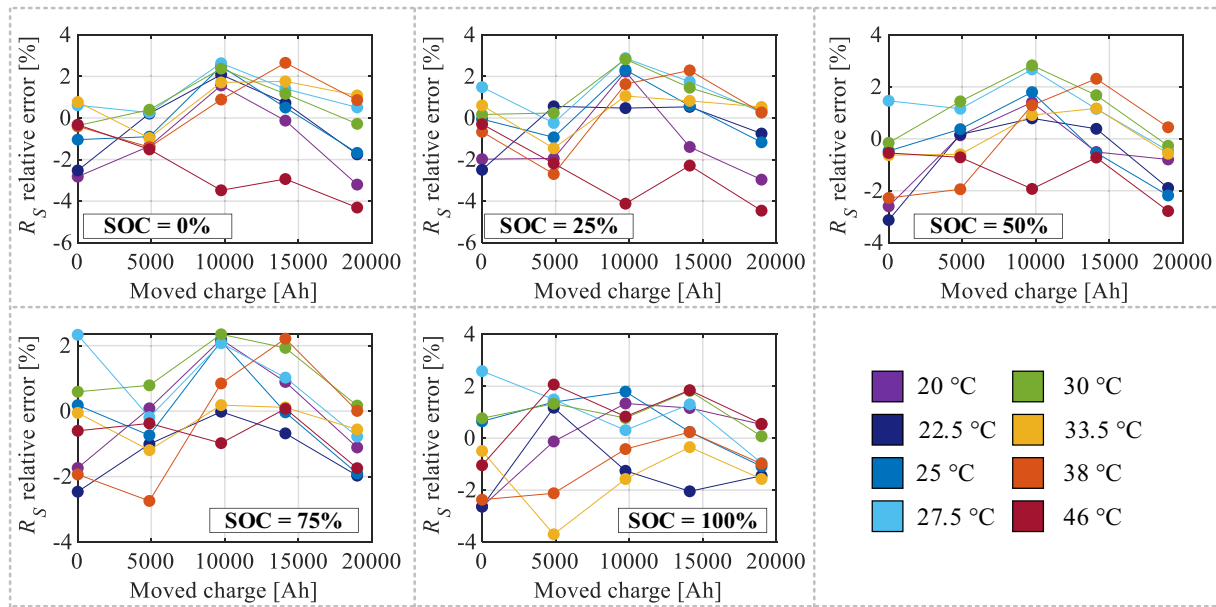 R_S relative error [%]
4
2
0
-2
-4
-6
SOC = 0%
0 5000 10000 15000 20000
Moved charge [Ah]
R_S relative error [%]
4
2
0
-2
-4
-6
SOC = 25%
0 5000 10000 15000 20000
Moved charge [Ah]
R_S relative error [%]
4
2
0
-2
-4
SOC = 50%
0 5000 10000 15000 20000
Moved charge [Ah]
R_S relative error [%]
2
0
-2
-4
SOC = 75%
0 5000 10000 15000 20000
Moved charge [Ah]
R_S relative error [%]
4
2
0
-2
-4
SOC = 100%
0 5000 10000 15000 20000
Moved charge [Ah]
20 °C
22.5 °C
25 °C
27.5 °C
30 °C
33.5 °C
38 °C
46 °C